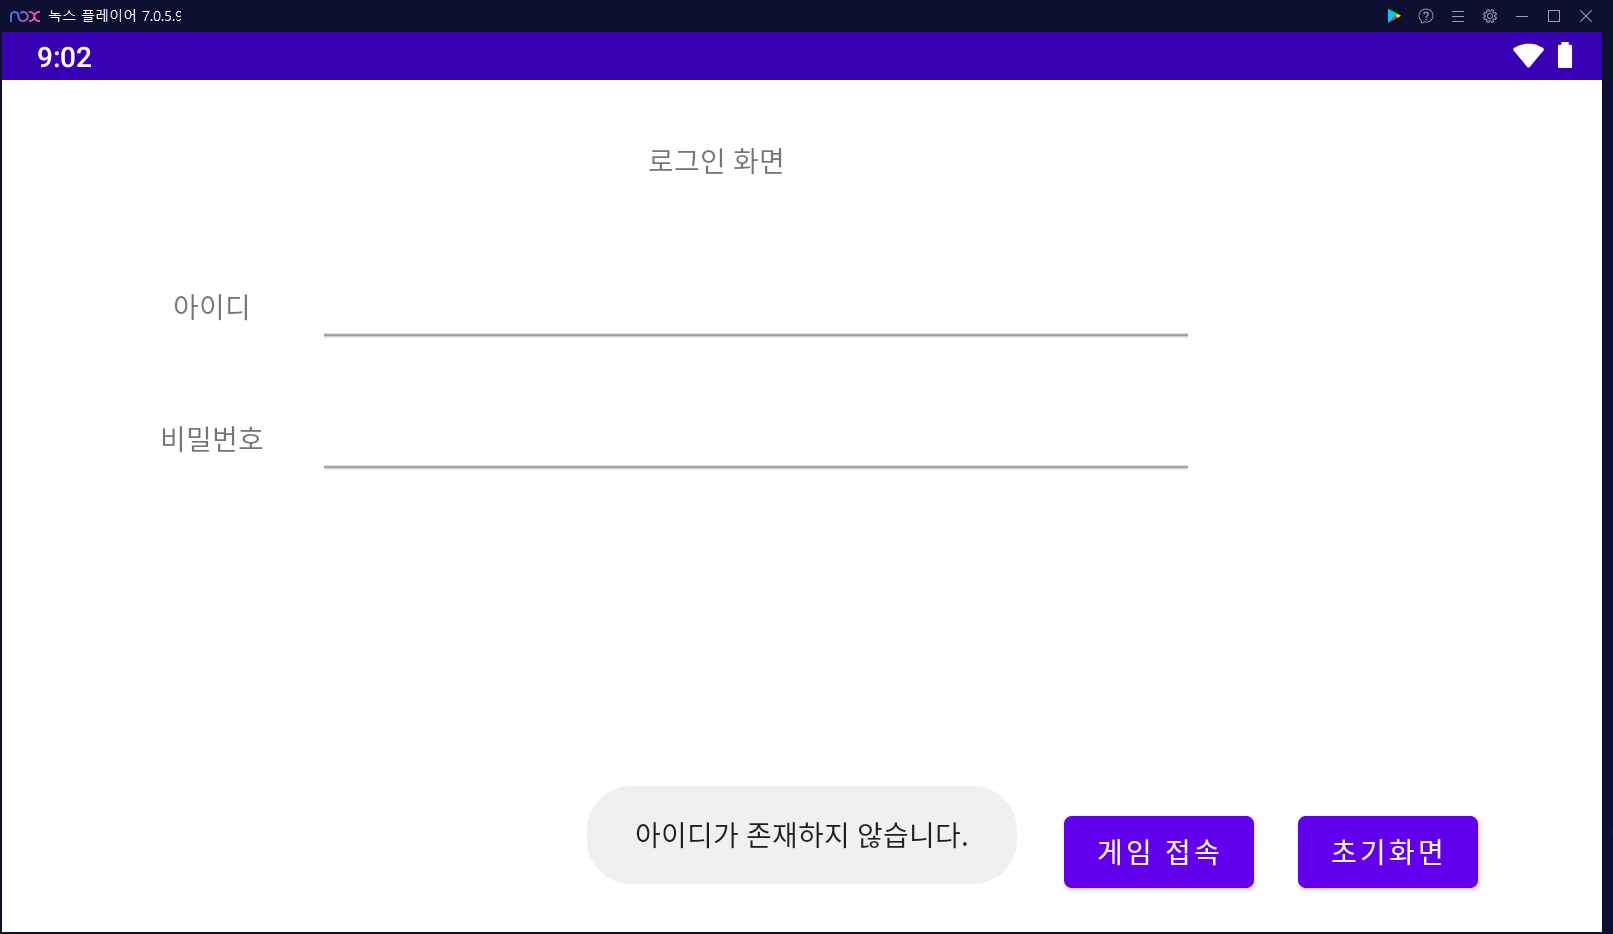 nox 녹스 플레이어 7.0.5.9
9:02
로그인 화면
아이디
비밀번호
아이디가 존재하지 않습니다.
게임 접속
초기화면